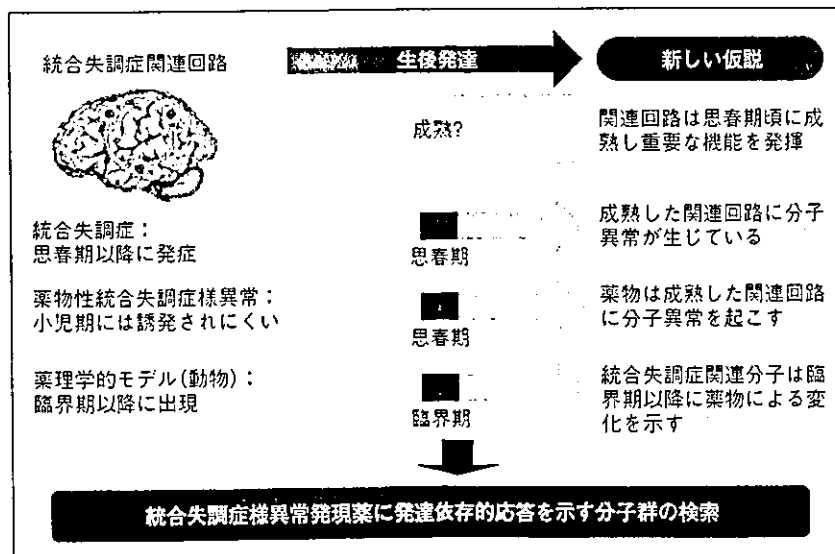 統合失調症関連回路
生後発達
新しい仮説
成熟?
関連回路は思春期頃に成
熟し重要な機能を発揮
統合失調症：
思春期以降に発症
思春期
成熟した関連回路に分子
異常が生じている
薬物性統合失調症様異常：
小児期には誘発されにくい
思春期
薬物は成熟した関連回路
に分子異常を起こす
薬理学的モデル(動物)：
臨界期以降に出現
臨界期
統合失調症関連分子は臨
界期以降に薬物による変
化を示す
統合失調症様異常発現薬に発達依存的応答を示す分子群の検索